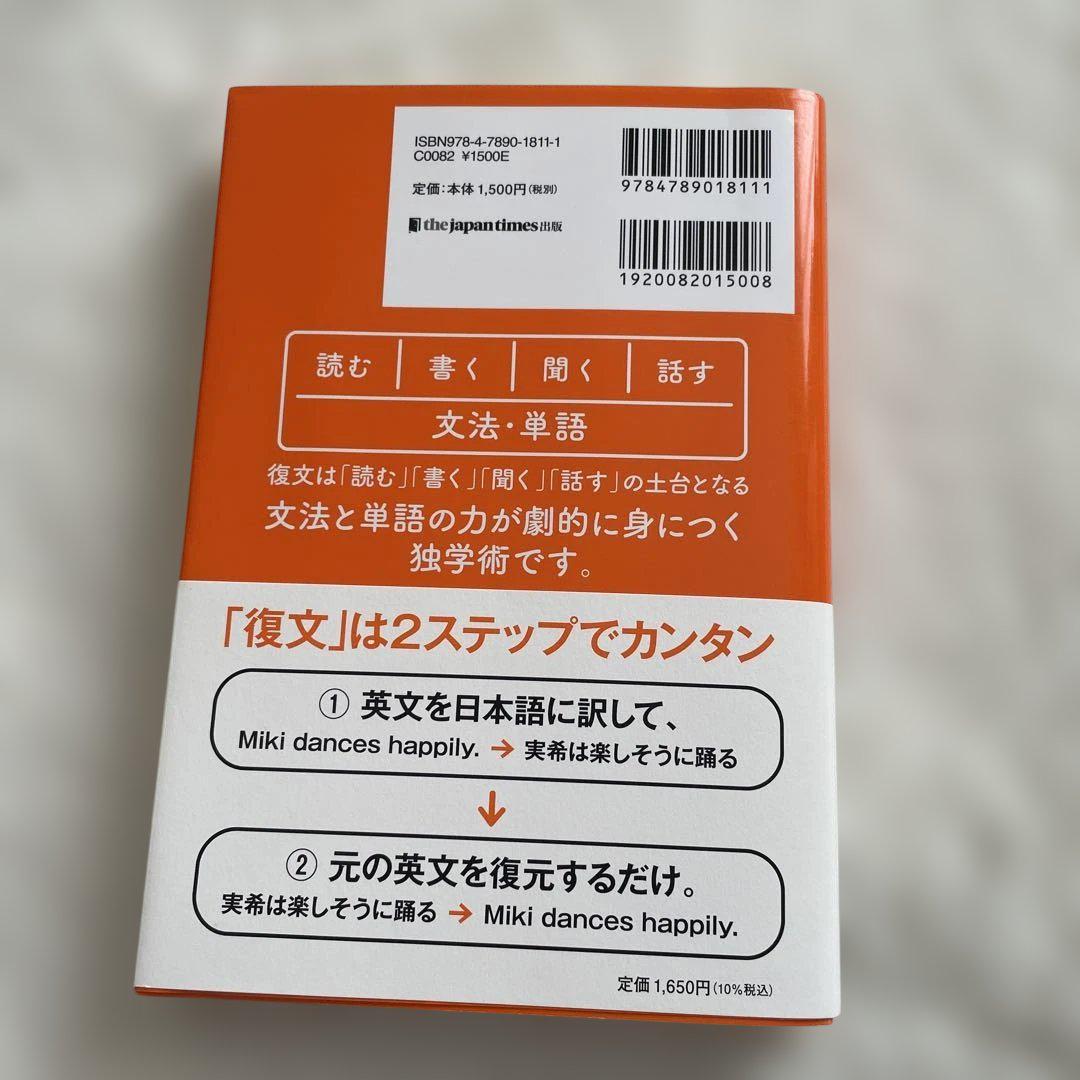 ISBN978-4-7890-1811-1
C0082 ¥1500E
定価：本体1,500円（税別）
the japan times出版
9784789018111
1920082015008
読む 書く 聞く 話す
文法・単語
復文は「読む」「書く」「聞く」「話す」の土台となる
文法と単語の力が劇的に身につく
独学術です。
「復文」は2ステップでカンタン
① 英文を日本語に訳して、
Miki dances happily. → 実希は楽しそうに踊る
↓
② 元の英文を復元するだけ。
実希は楽しそうに踊る → Miki dances happily.
定価1,650円（10%税込）